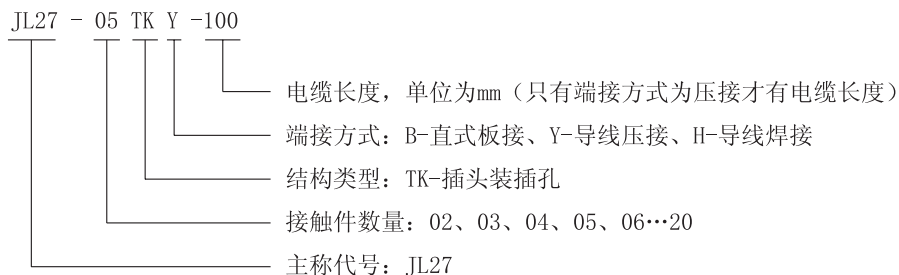 JL27 - 05 TK Y -100
电缆长度，单位为mm（只有端接方式为压接才有电缆长度）
端接方式：B-直式板接、Y-导线压接、H-导线焊接
结构类型：TK-插头装插孔
接触件数量：02、03、04、05、06…20
主称代号：JL27